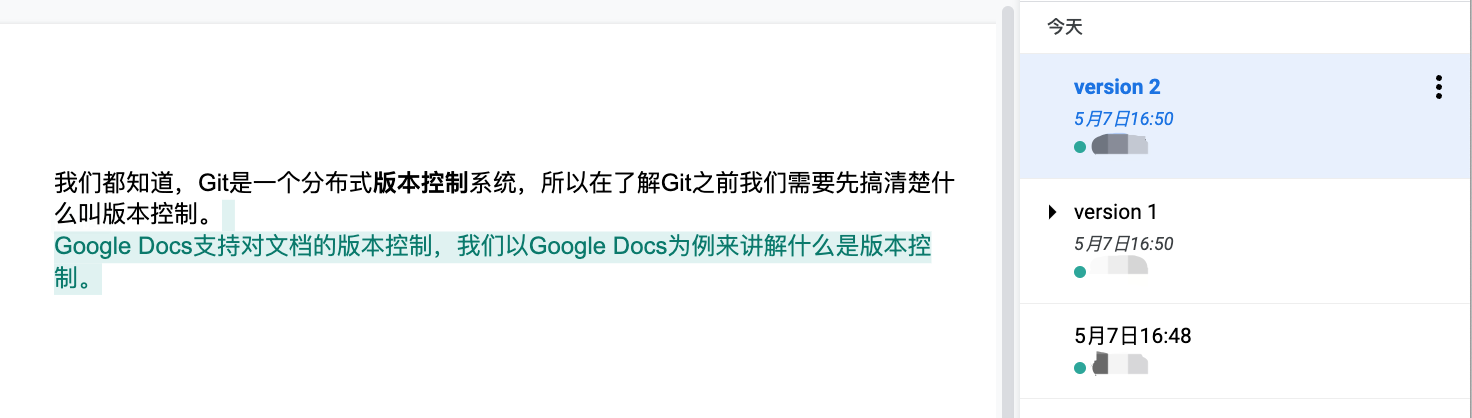 我们都知道，Git是一个分布式版本控制系统，所以在了解Git之前我们需要先搞清楚什
么叫版本控制。
Google Docs支持对文档的版本控制，我们以Google Docs为例来讲解什么是版本控
制。
今天
version 2
5月7日16:50
version 1
5月7日16:50
5月7日16:48